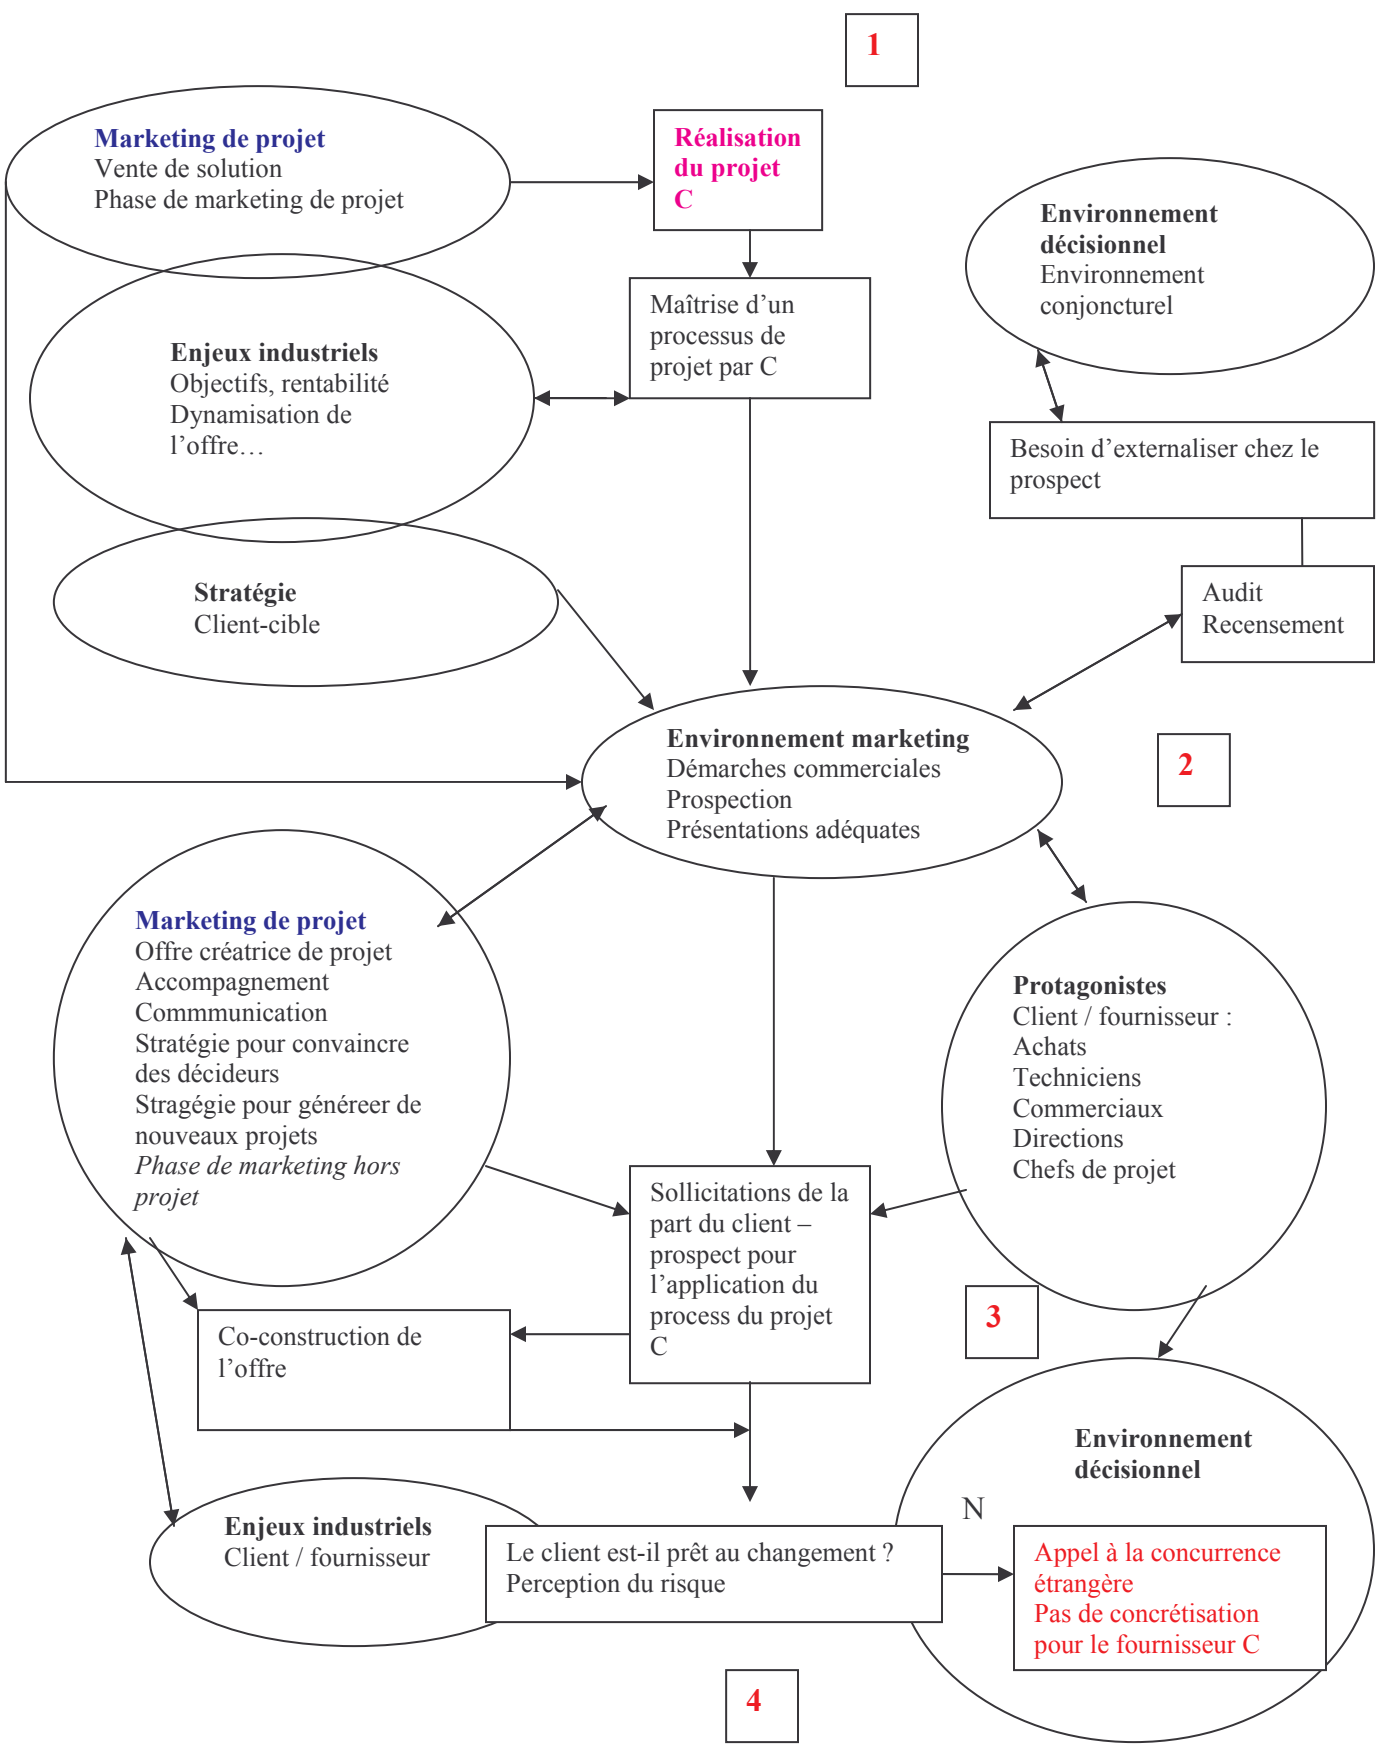 1
Marketing de projet
Vente de solution
Phase de marketing de projet
Réalisation
du projet
C
Environnement
décisionnel
Environnement
conjoncturel
Maîtrise d’un
processus de
projet par C
Enjeux industriels
Objectifs, rentabilité
Dynamisation de
l’offre…
Besoin d’externaliser chez le
prospect
Stratégie
Client-cible
Audit
Recensement
Environnement marketing
Démarches commerciales
Prospection
Présentations adéquates
2
Marketing de projet
Offre créatrice de projet
Accompagnement
Commmunication
Stratégie pour convaincre
des décideurs
Stragégie pour généreer de
nouveaux projets
Phase de marketing hors
projet
Protagonistes
Client / fournisseur :
Achats
Techniciens
Commerciaux
Directions
Chefs de projet
Sollicitations de la
part du client –
prospect pour
l’application du
process du projet
C
3
Co-construction de
l’offre
Environnement
décisionnel
N
Enjeux industriels
Client / fournisseur
Le client est-il prêt au changement ?
Perception du risque
Appel à la concurrence
étrangère
Pas de concrétisation
pour le fournisseur C
4